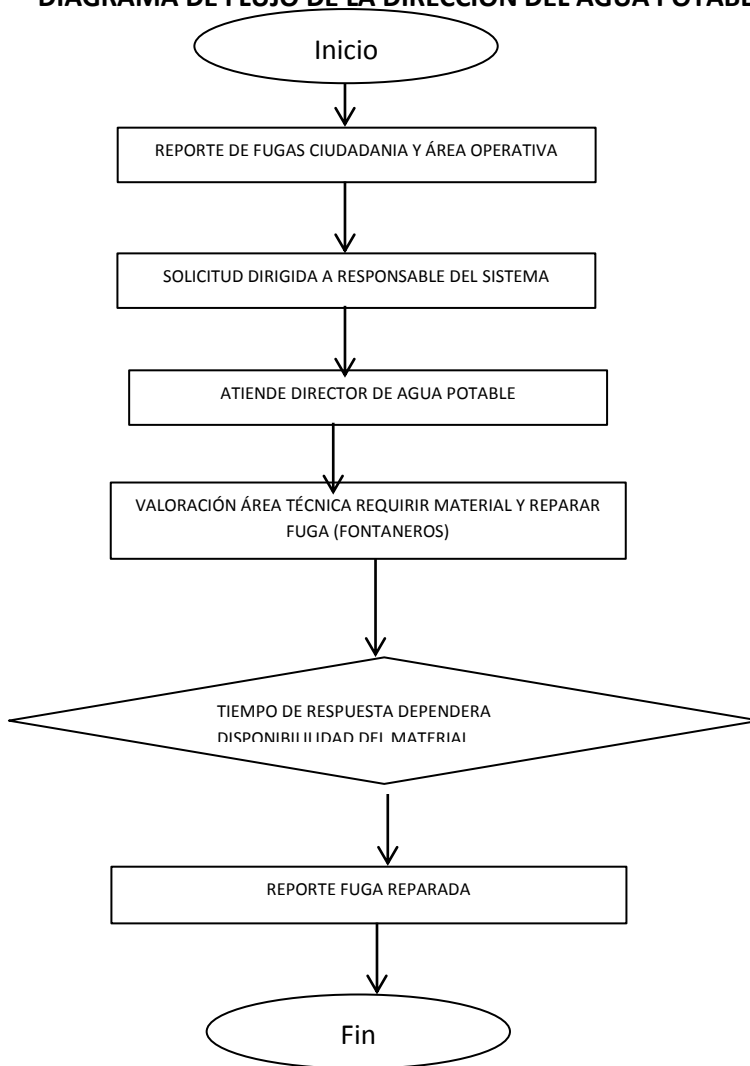 DIAGRAMA DE FLUJO DE LA DIRECCIÓN DEL AGUA POTABLE
Inicio
REPORTE DE FUGAS CIUDADANIA Y ÁREA OPERATIVA
SOLICITUD DIRIGIDA A RESPONSABLE DEL SISTEMA
ATIENDE DIRECTOR DE AGUA POTABLE
VALORACIÓN ÁREA TÉCNICA REQUIRIR MATERIAL Y REPARAR
FUGA (FONTANEROS)
TIEMPO DE RESPUESTA DEPENDERA
DISPONIBILILIDAD DEL MATERIAL
REPORTE FUGA REPARADA
Fin